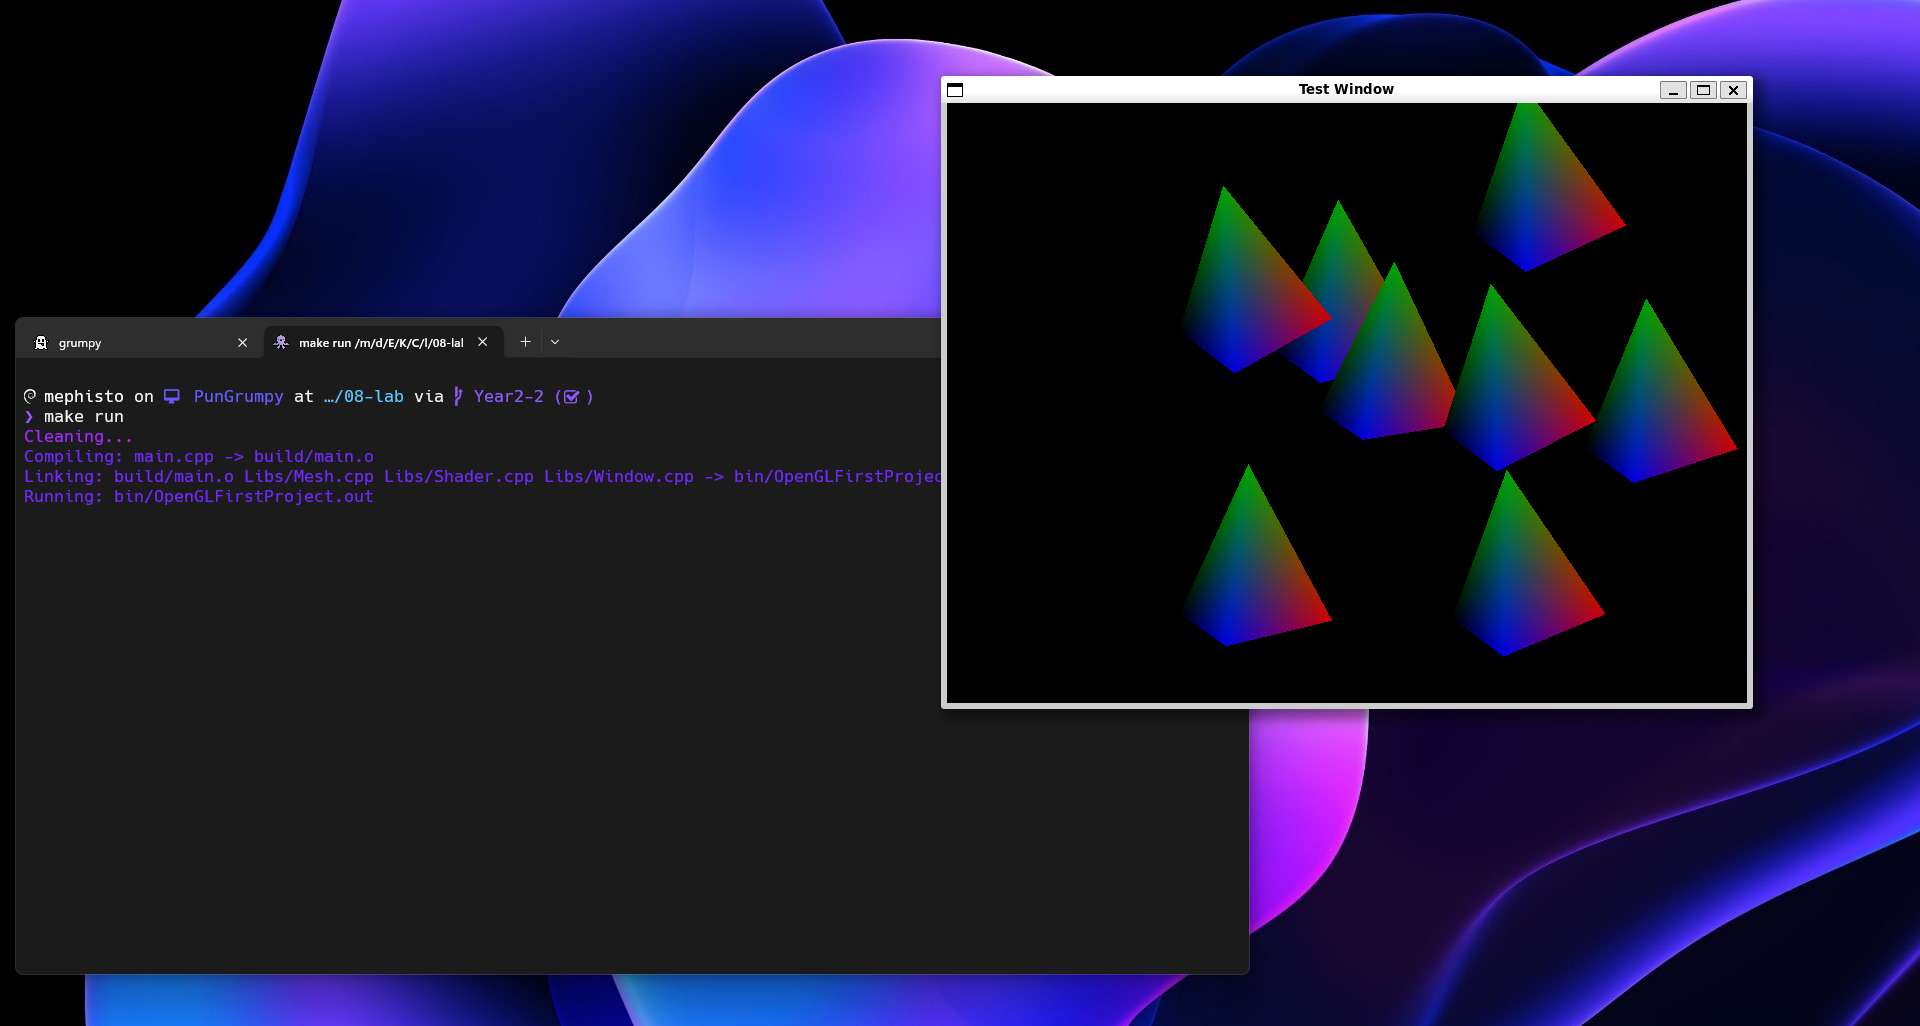 Test Window
grumpy
make run /m/d/E/K/C/l/08-lal
mephisto on PunGrumpy at …/08-lab via Year2-2 ( )
❯ make run
Cleaning...
Compiling: main.cpp -> build/main.o
Linking: build/main.o Libs/Mesh.cpp Libs/Shader.cpp Libs/Window.cpp -> bin/OpenGLFirstProjec
Running: bin/OpenGLFirstProject.out